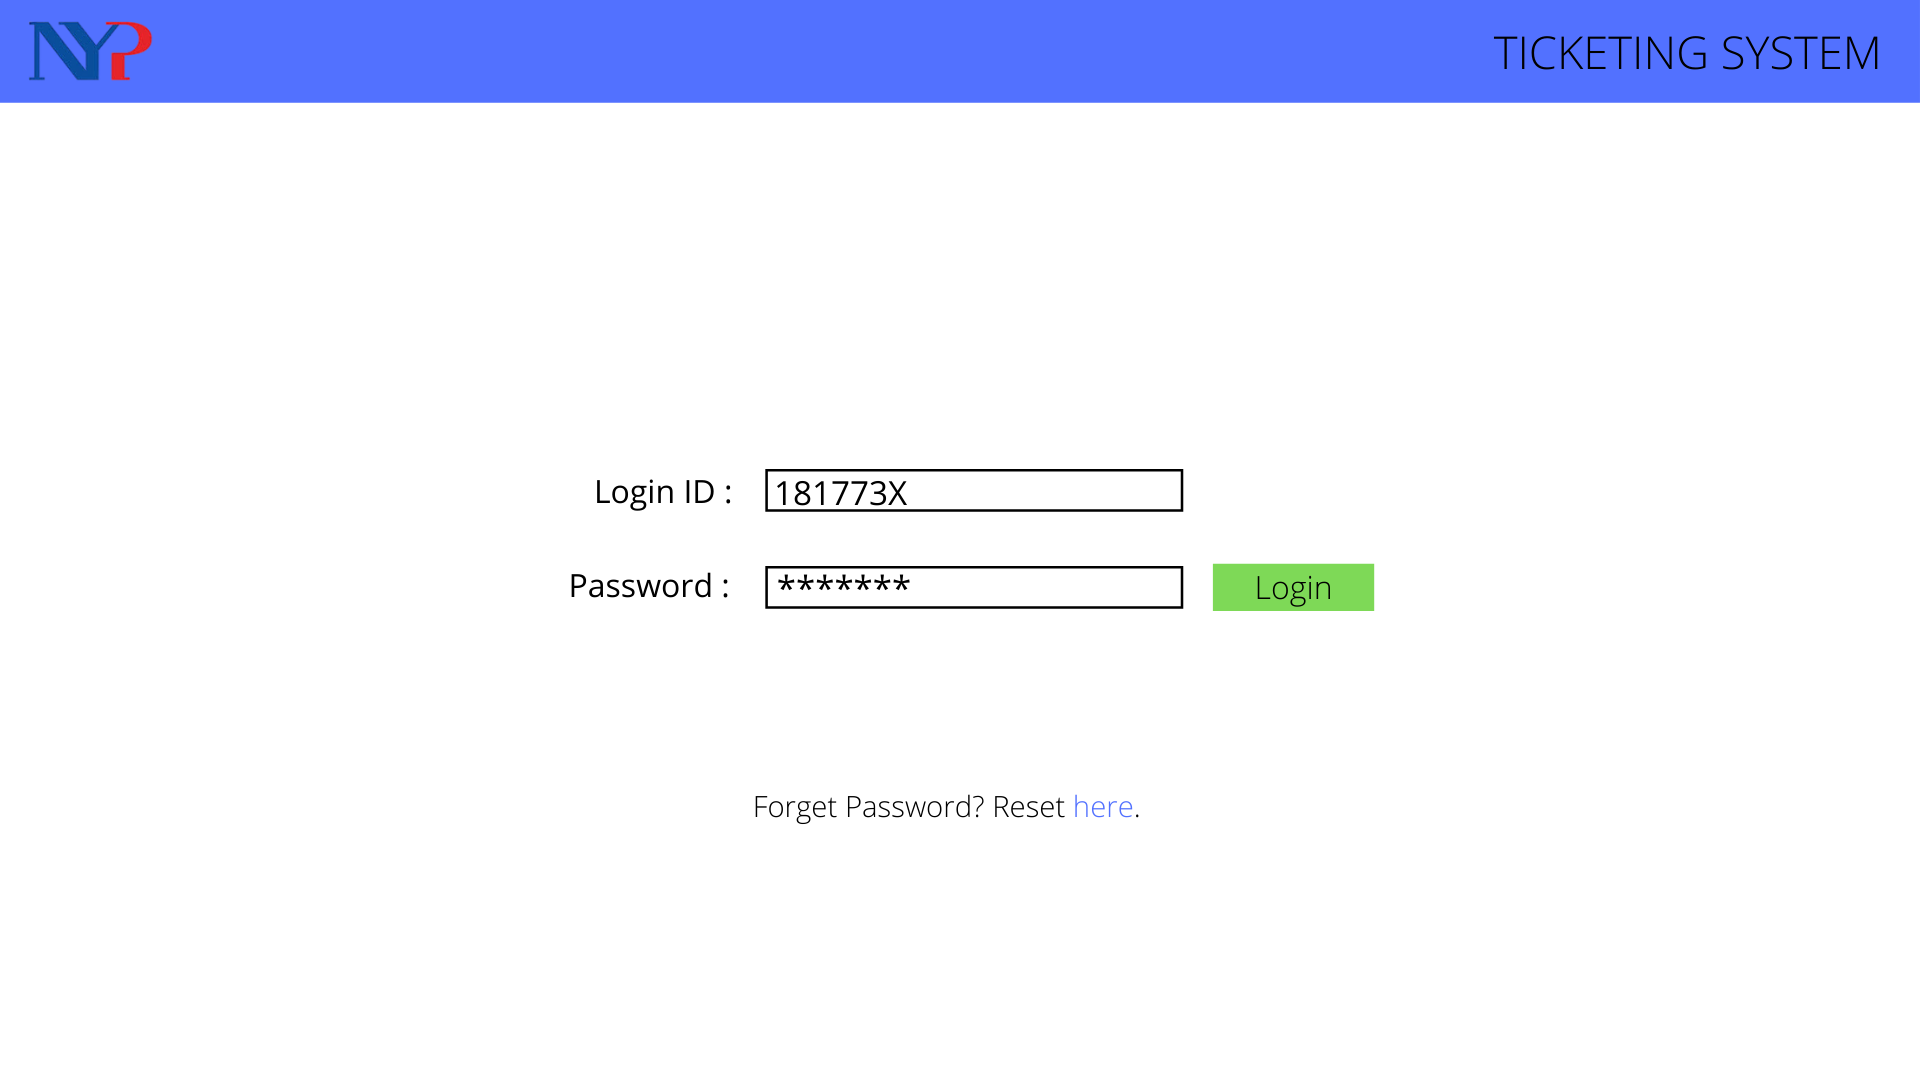 NYP
TICKETING SYSTEM
Login ID : 181773X
Password : *******
Login
Forget Password? Reset here.